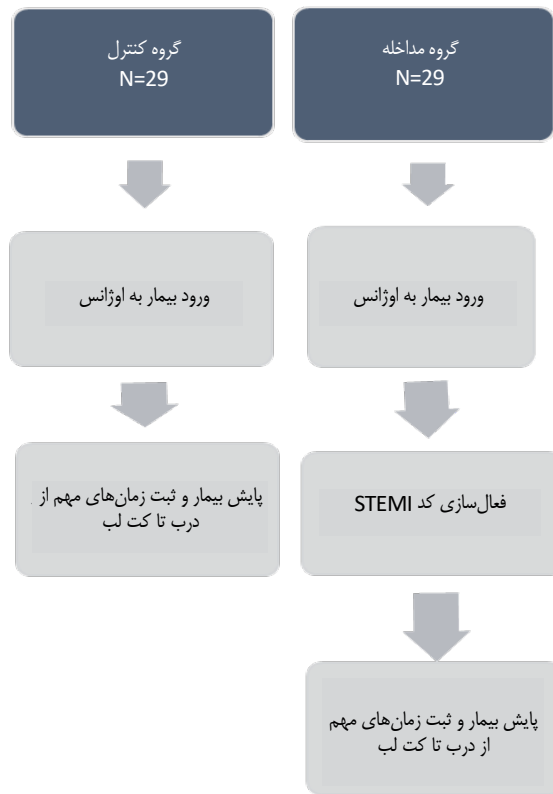 گروه مداخله
N=29
ورود بیمار به اوژانس
فعال‌سازی کد STEMI
پایش بیمار و ثبت زمان‌های مهم
از درب تا کت لب
گروه کنترل
N=29
ورود بیمار به اوژانس
پایش بیمار و ثبت زمان‌های مهم از
درب تا کت لب